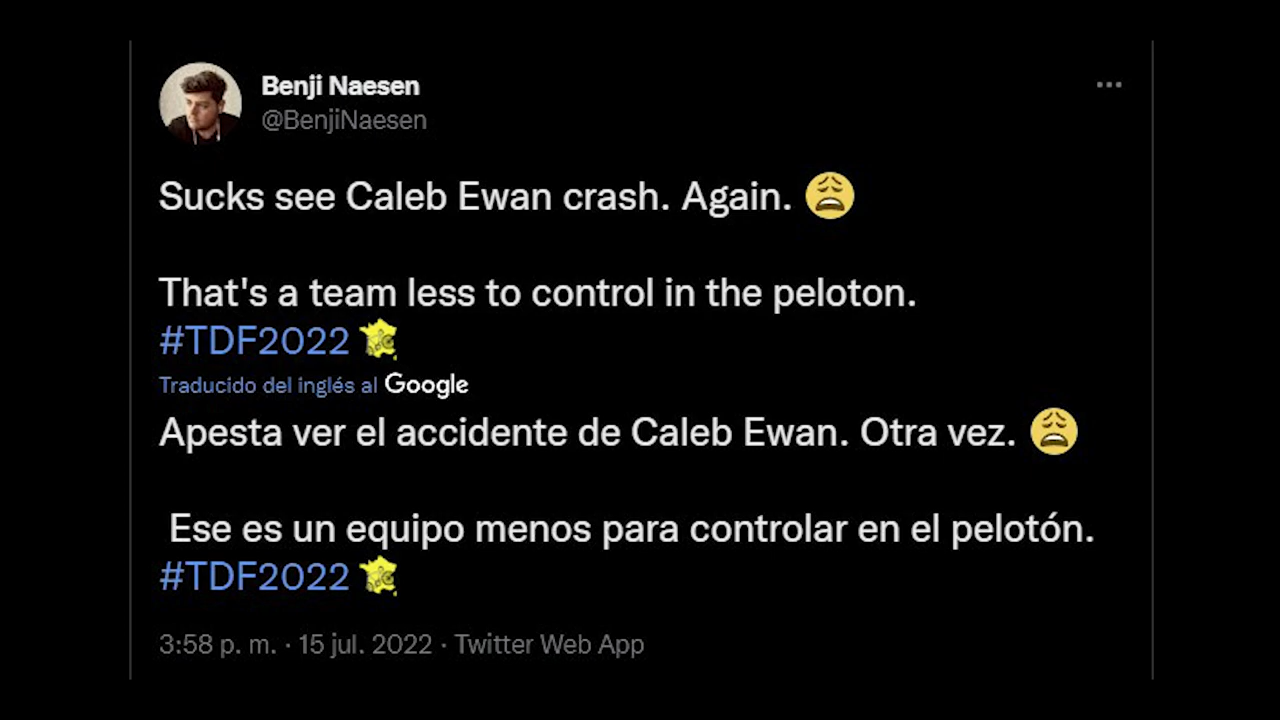 Benji Naesen
@BenjiNaesen
Sucks see Caleb Ewan crash. Again. 😩
That's a team less to control in the peloton.
#TDF2022
Traducido del inglés al Google
Apesta ver el accidente de Caleb Ewan. Otra vez. 😩
Ese es un equipo menos para controlar en el pelotón.
#TDF2022
3:58 p. m. · 15 jul. 2022 · Twitter Web App